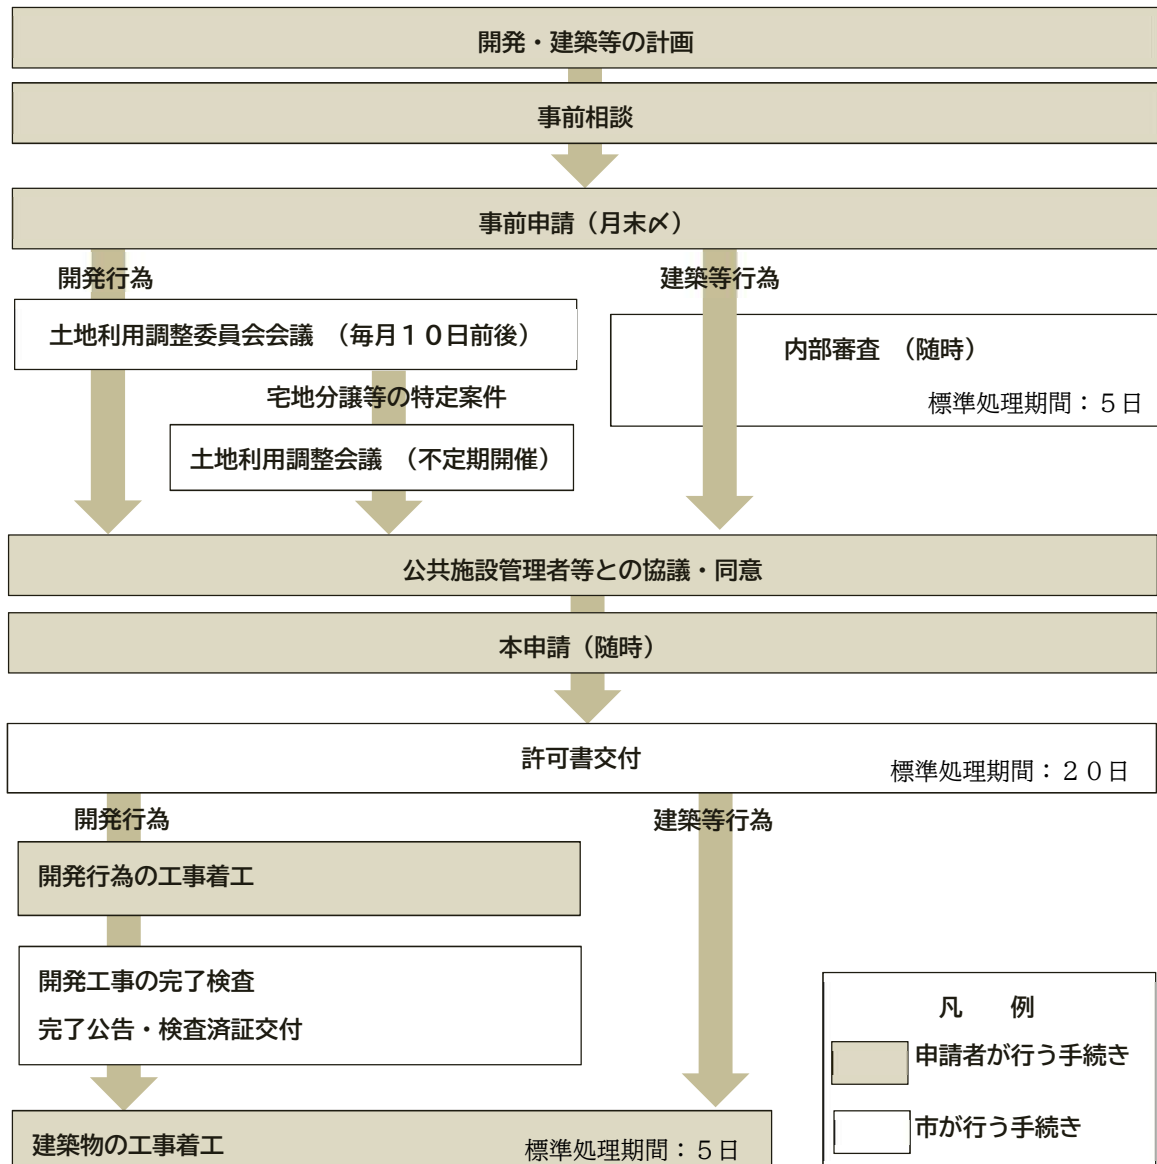 開発・建築等の計画
事前相談
事前申請（月末〆）
開発行為
建築等行為
土地利用調整委員会会議　（毎月１０日前後）
内部審査　（随時）
標準処理期間：５日
宅地分譲等の特定案件
土地利用調整会議　（不定期開催）
公共施設管理者等との協議・同意
本申請（随時）
許可書交付
標準処理期間：２０日
開発行為
建築等行為
開発行為の工事着工
開発工事の完了検査
完了公告・検査済証交付
建築物の工事着工
標準処理期間：５日
凡　　例
申請者が行う手続き
市が行う手続き